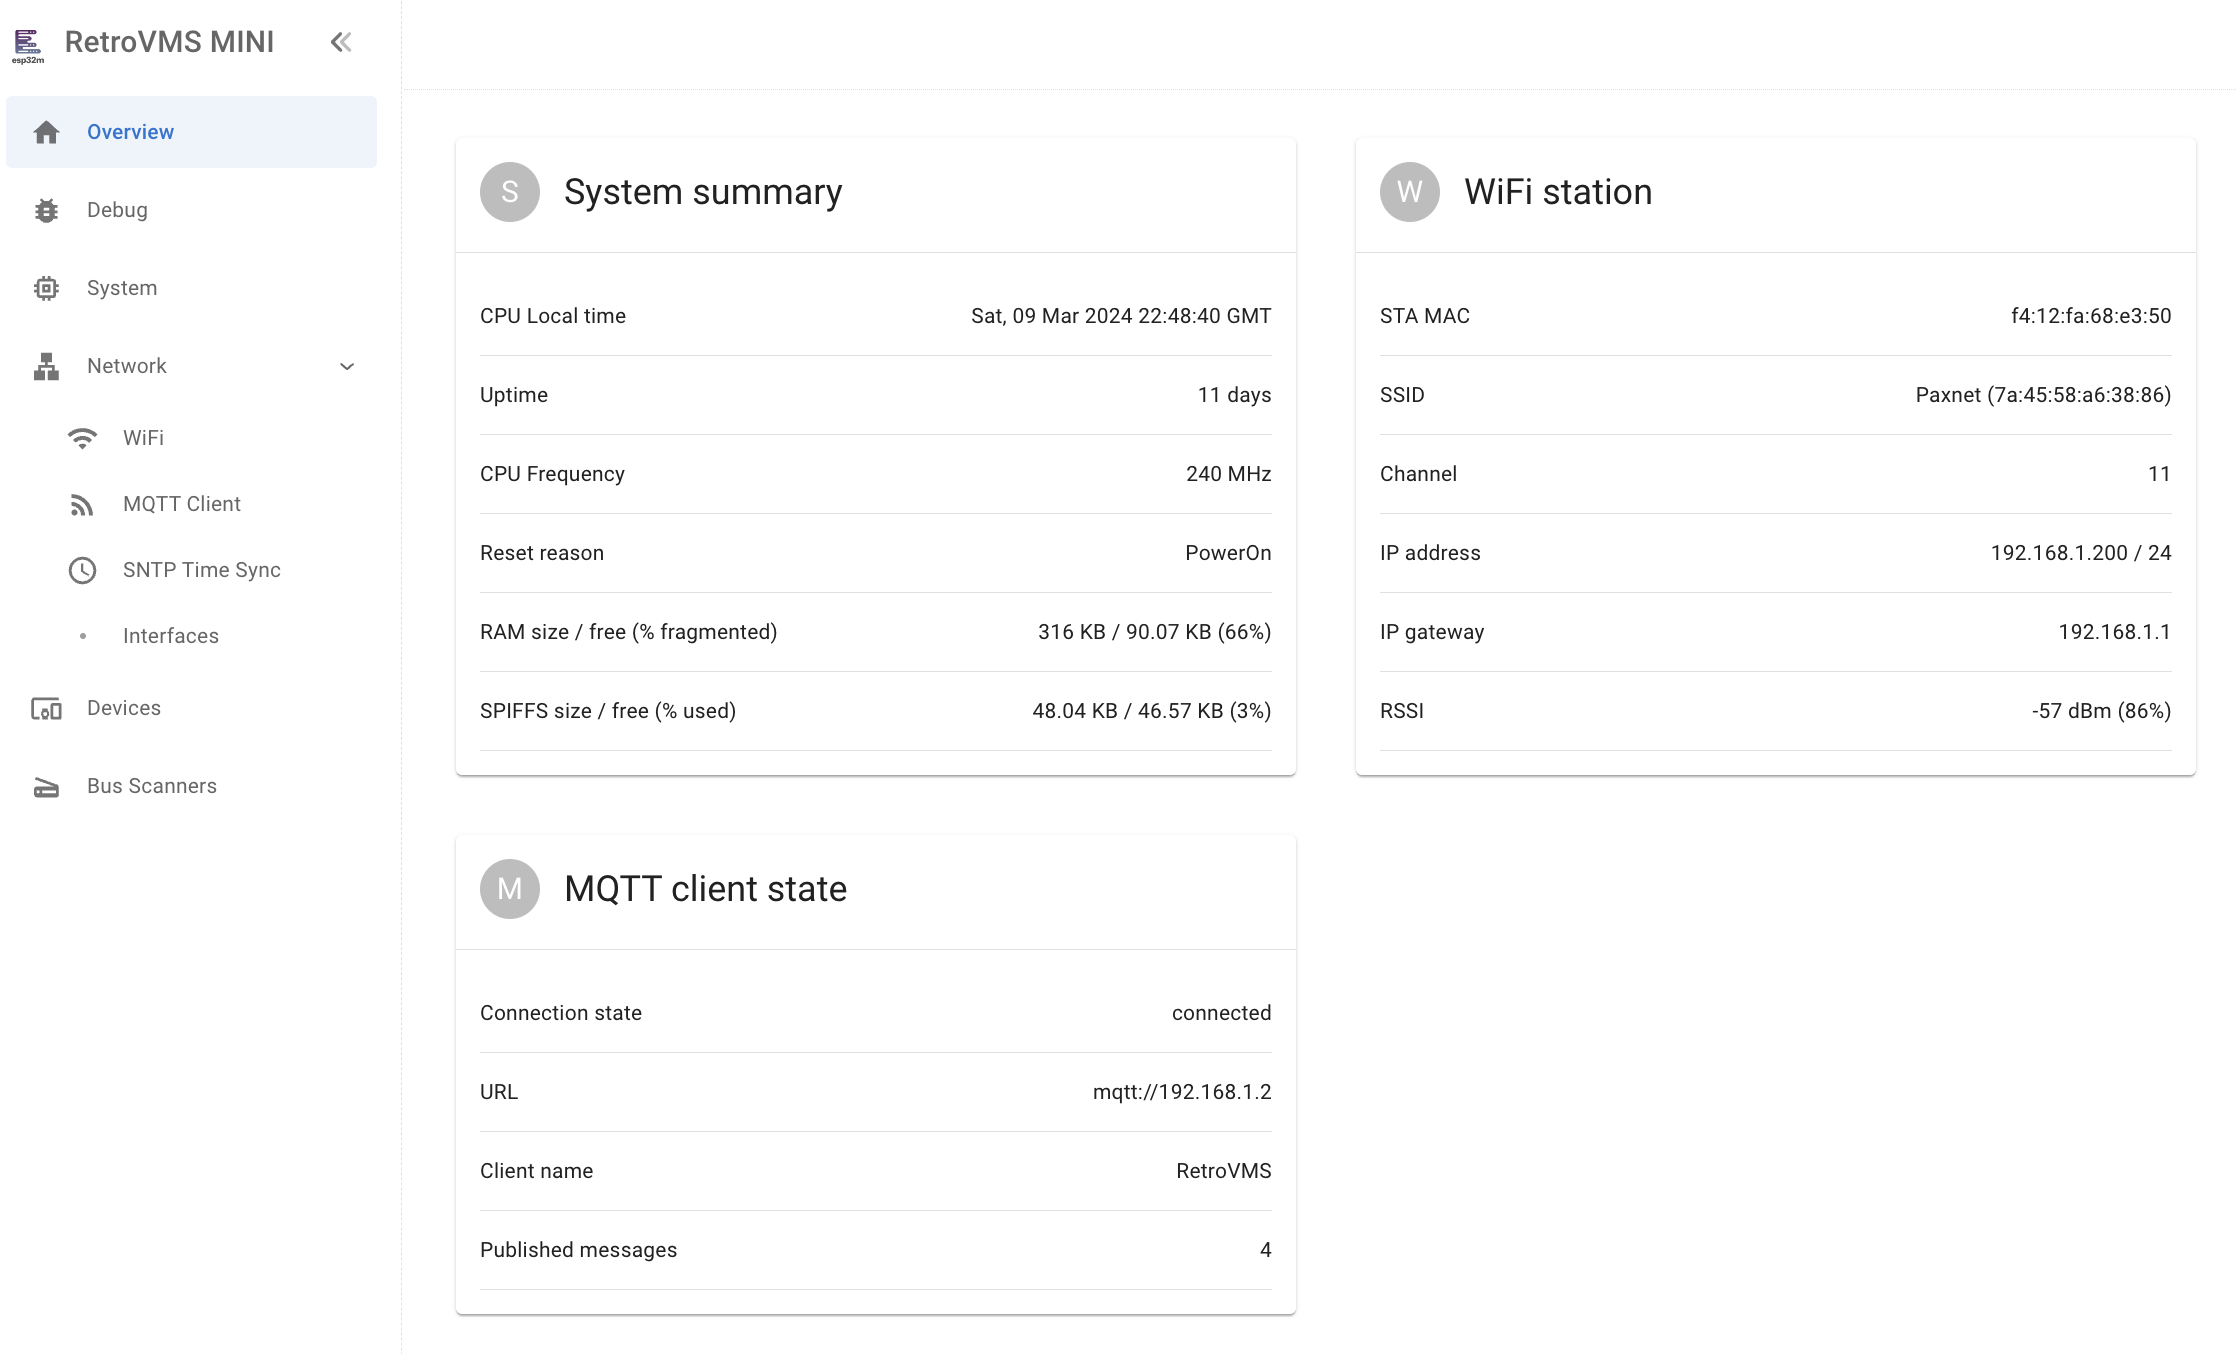 esp32m
RetroVMS MINI
Overview
Debug
System
Network
WiFi
MQTT Client
SNTP Time Sync
Interfaces
Devices
Bus Scanners
S System summary
CPU Local time Sat, 09 Mar 2024 22:48:40 GMT
Uptime 11 days
CPU Frequency 240 MHz
Reset reason PowerOn
RAM size / free (% fragmented) 316 KB / 90.07 KB (66%)
SPIFFS size / free (% used) 48.04 KB / 46.57 KB (3%)
W WiFi station
STA MAC f4:12:fa:68:e3:50
SSID Paxnet (7a:45:58:a6:38:86)
Channel 11
IP address 192.168.1.200 / 24
IP gateway 192.168.1.1
RSSI -57 dBm (86%)
M MQTT client state
Connection state connected
URL mqtt://192.168.1.2
Client name RetroVMS
Published messages 4